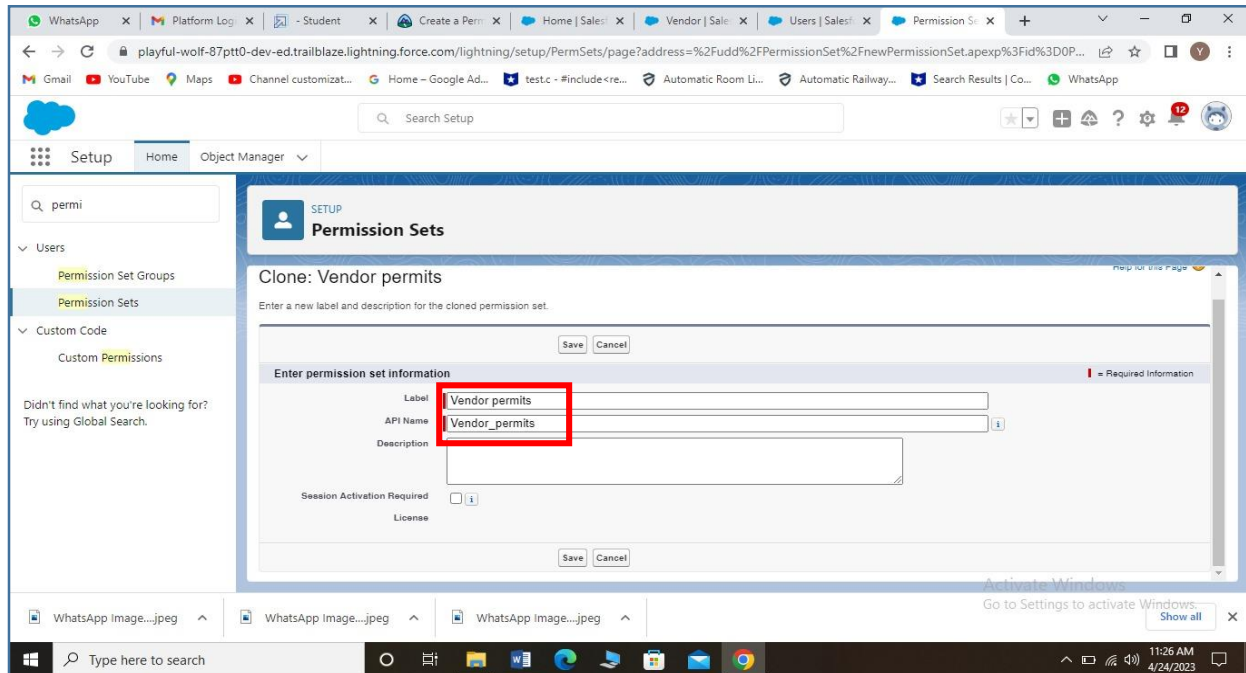 WhatsApp
Platform Log
- Student
Create a Perm
Home | Sales
Vendor | Sale
Users | Salesf
Permission Se
playful-wolf-87ptt0-dev-ed.trailblaze.lightning.force.com/lightning/setup/PermSets/page?address=%2Fudd%2FPermissionSet%2FnewPermissionSet.apexp%3Fid%3D0P...
Y
Gmail YouTube Maps Channel customizat... Home – Google Ad... test.c - #include<re... Automatic Room Li... Automatic Railway... Search Results | Co... WhatsApp
Search Setup
12
Setup Home Object Manager
permi
Users
Permission Set Groups
Permission Sets
Custom Code
Custom Permissions
Didn't find what you're looking for?
Try using Global Search.
SETUP
Permission Sets
Help for this Page
Clone: Vendor permits
Enter a new label and description for the cloned permission set.
Save Cancel
Enter permission set information
= Required Information
Label Vendor permits
API Name Vendor_permits
Description
Session Activation Required
License
Save Cancel
Activate Windows
Go to Settings to activate Windows.
WhatsApp Image....jpeg WhatsApp Image....jpeg WhatsApp Image....jpeg Show all
Type here to search
11:26 AM
4/24/2023